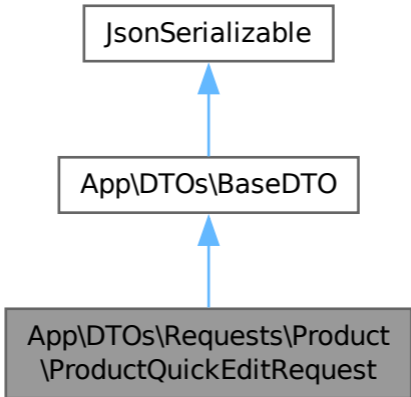 JsonSerializable
App\DTOs\BaseDTO
App\DTOs\Requests\Product
\ProductQuickEditRequest